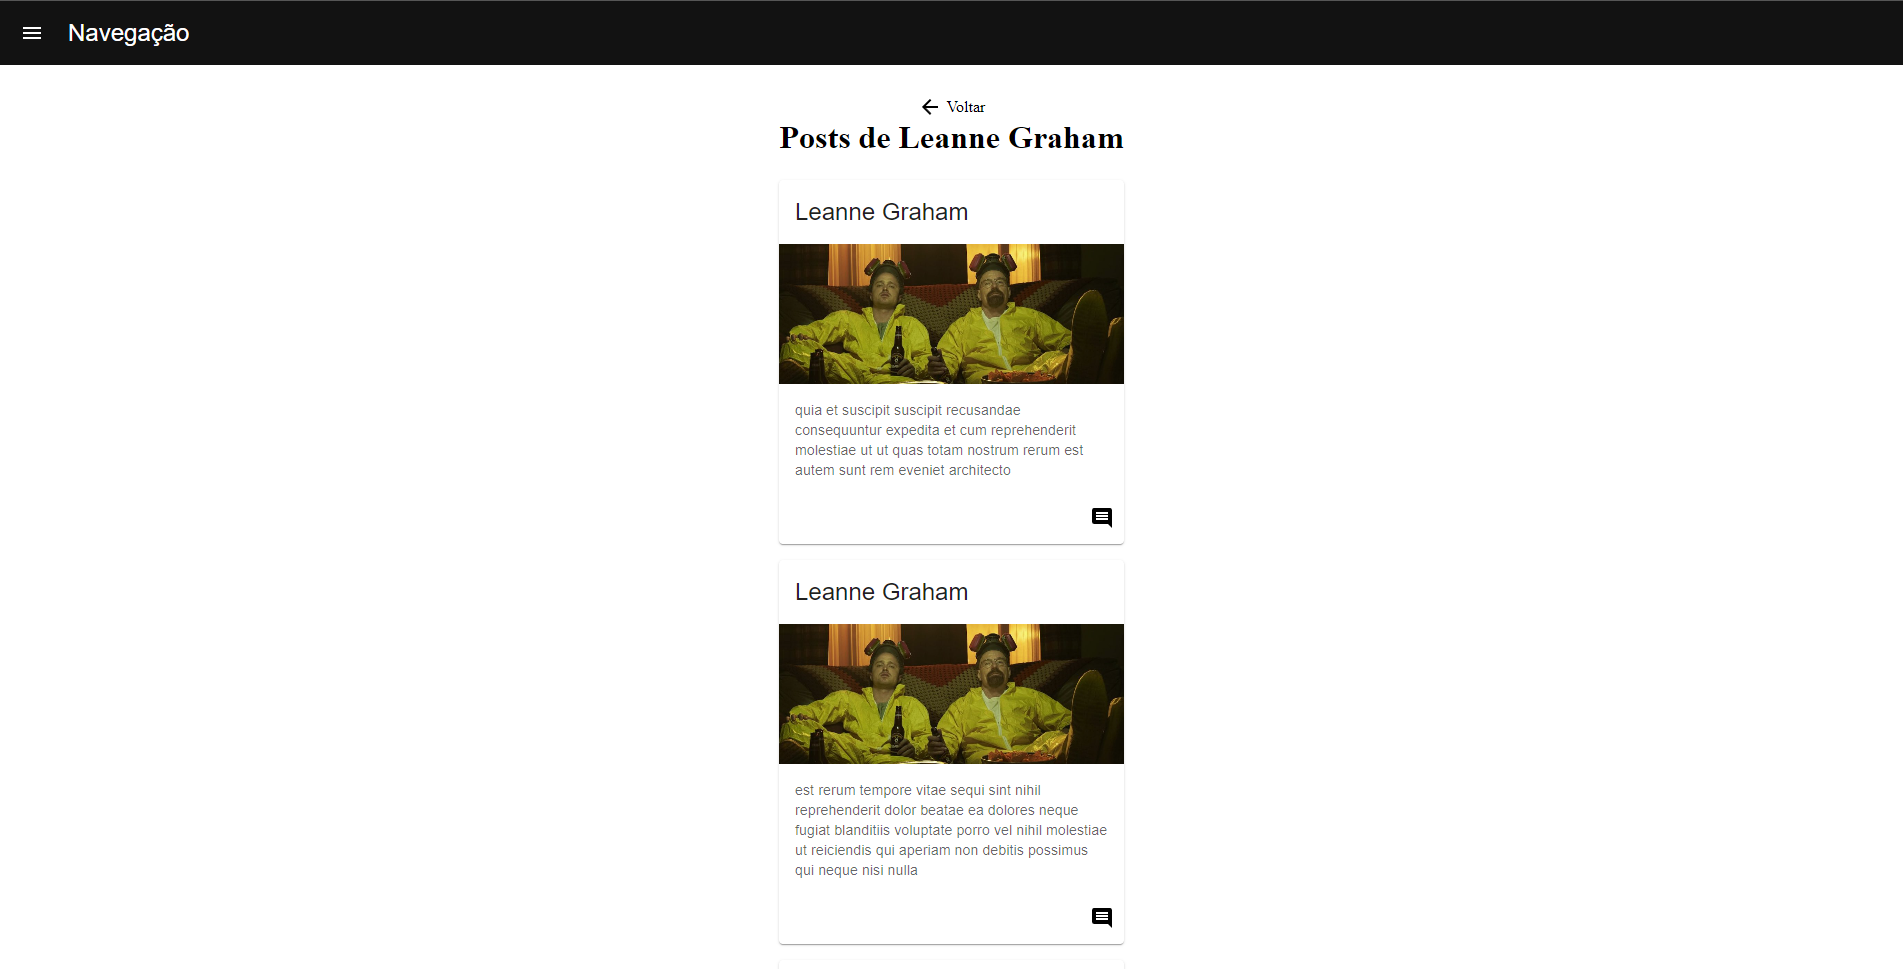 Navegação
Voltar
Posts de Leanne Graham
Leanne Graham
quia et suscipit suscipit recusandae
consequuntur expedita et cum reprehenderit
molestiae ut ut quas totam nostrum rerum est
autem sunt rem eveniet architecto
Leanne Graham
est rerum tempore vitae sequi sint nihil
reprehenderit dolor beatae ea dolores neque
fugiat blanditiis voluptate porro vel nihil molestiae
ut reiciendis qui aperiam non debitis possimus
qui neque nisi nulla